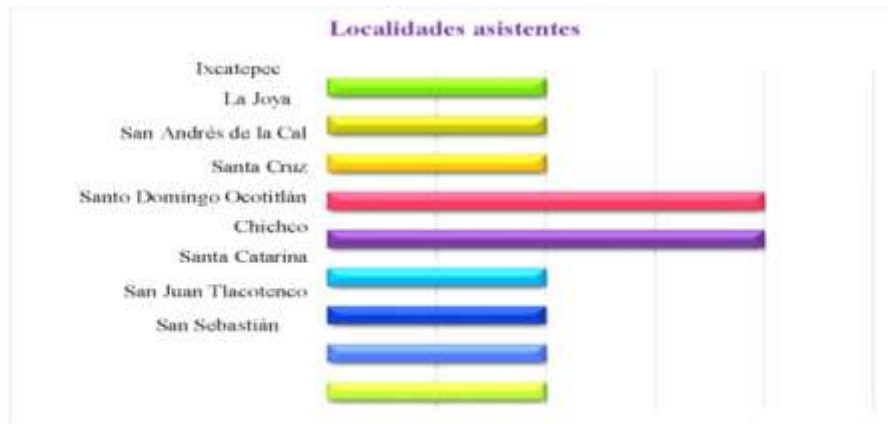 Localidades asistentes
Ixcatepec
La Joya
San Andrés de la Cal
Santa Cruz
Santo Domingo Ocotitlán
Chichco
Santa Catarina
San Juan Tlacotenco
San Sebastián